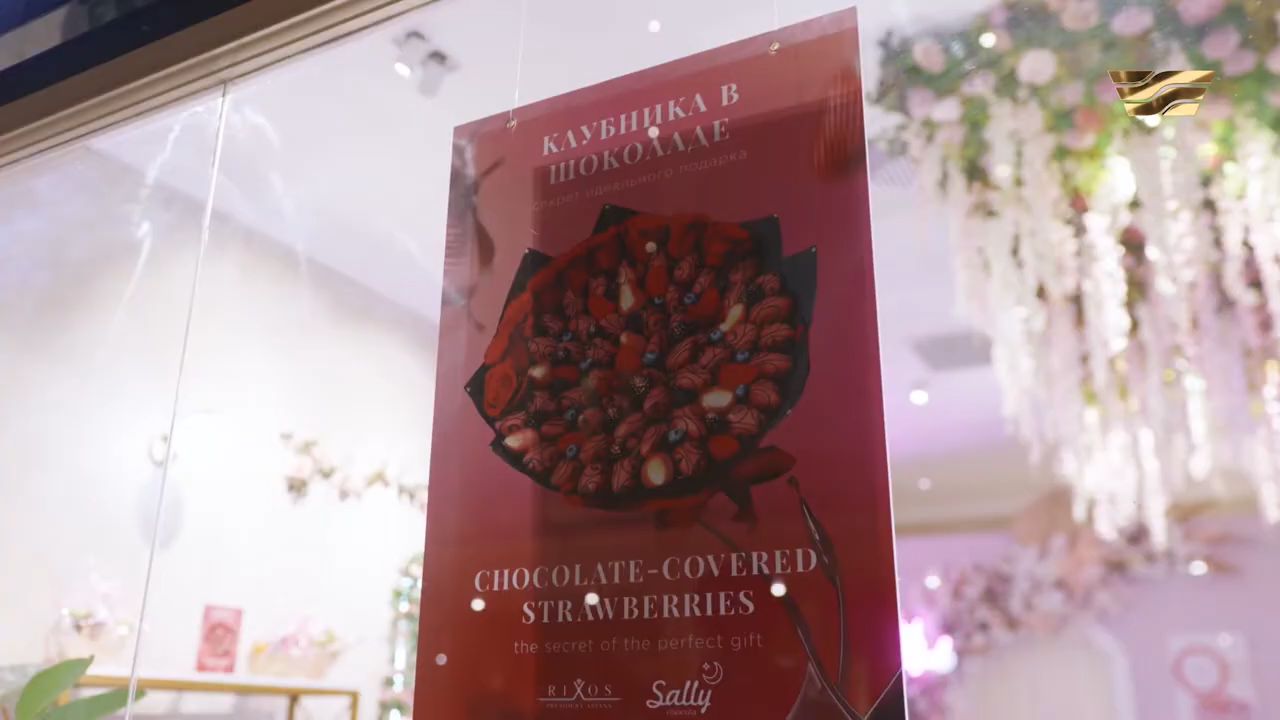 КЛУБНИКА В
ШОКОЛАДЕ
секрет идеального подарка
CHOCOLATE-COVERED
STRAWBERRIES
the secret of the perfect gift
RIXOS
PRESIDENT ASTANA
Sally